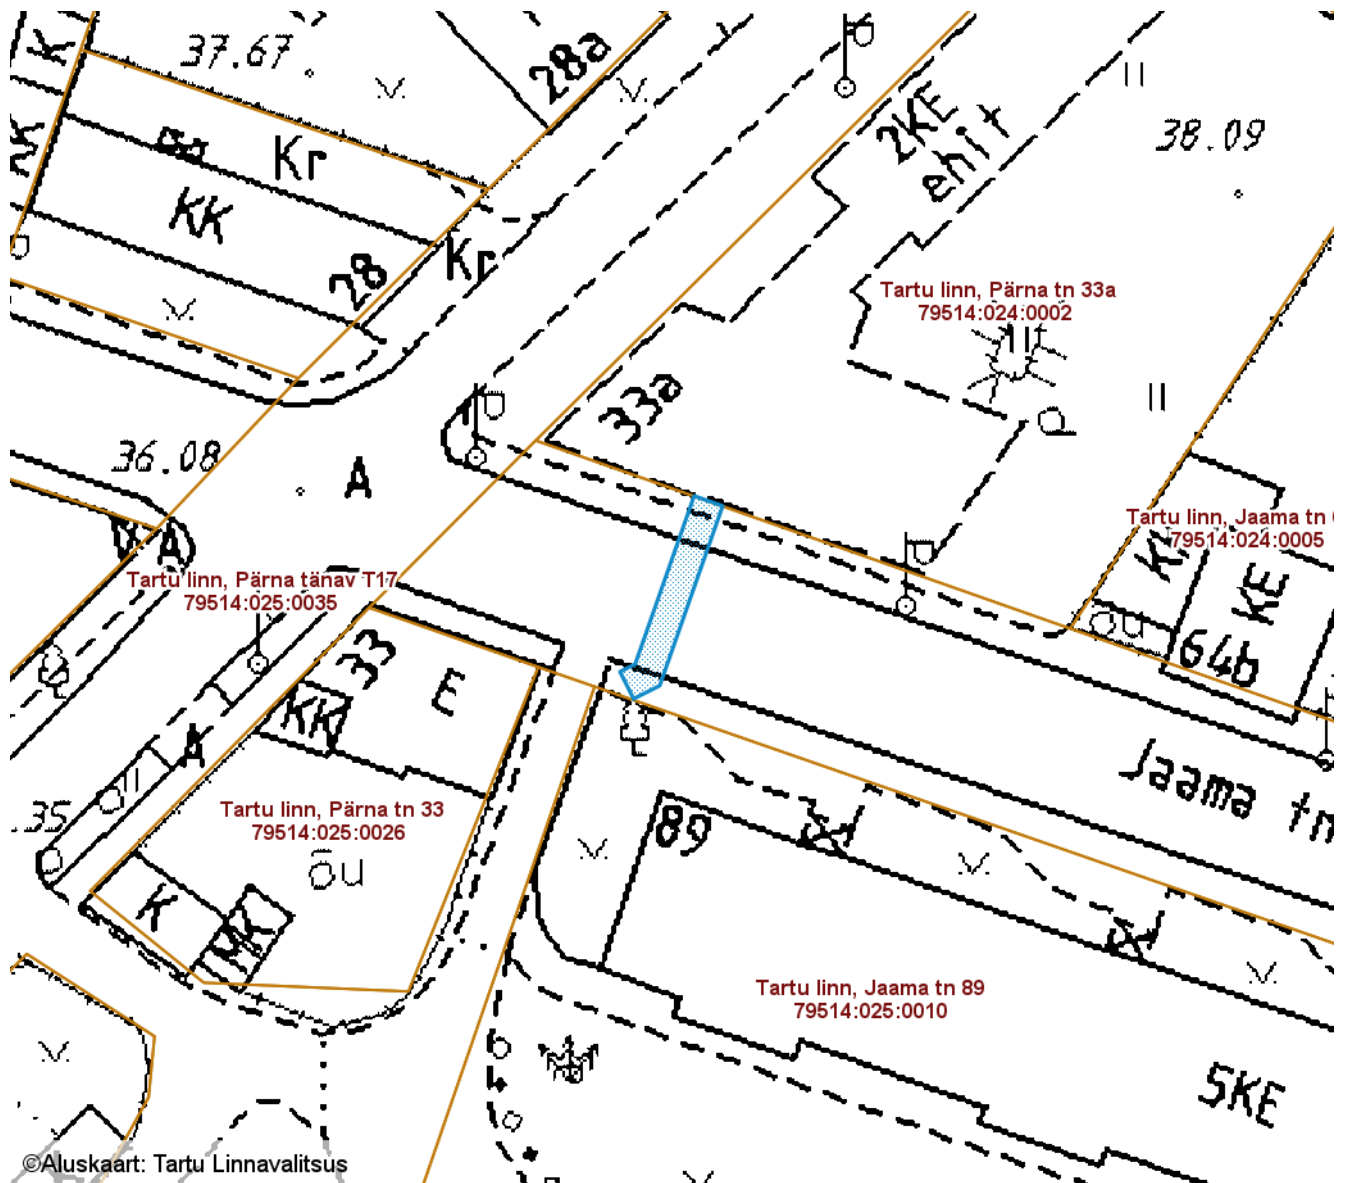 37.67
28a
K
K
Kr
KK
28
Kr
2KE
ehit
38.09
Tartu linn, Pärna tn 33a
79514:024:0002
33a
36.08
A
A
Tartu linn, Jaama tn
79514:024:0005
KE
õu
64b
Tartu linn, Pärna tänav T17
79514:025:0035
33
E
KK
A
Jaama tn
.35
Tartu linn, Pärna tn 33
79514:025:0026
õu
89
K
MK
Tartu linn, Jaama tn 89
79514:025:0010
5KE
©Aluskaart: Tartu Linnavalitsus